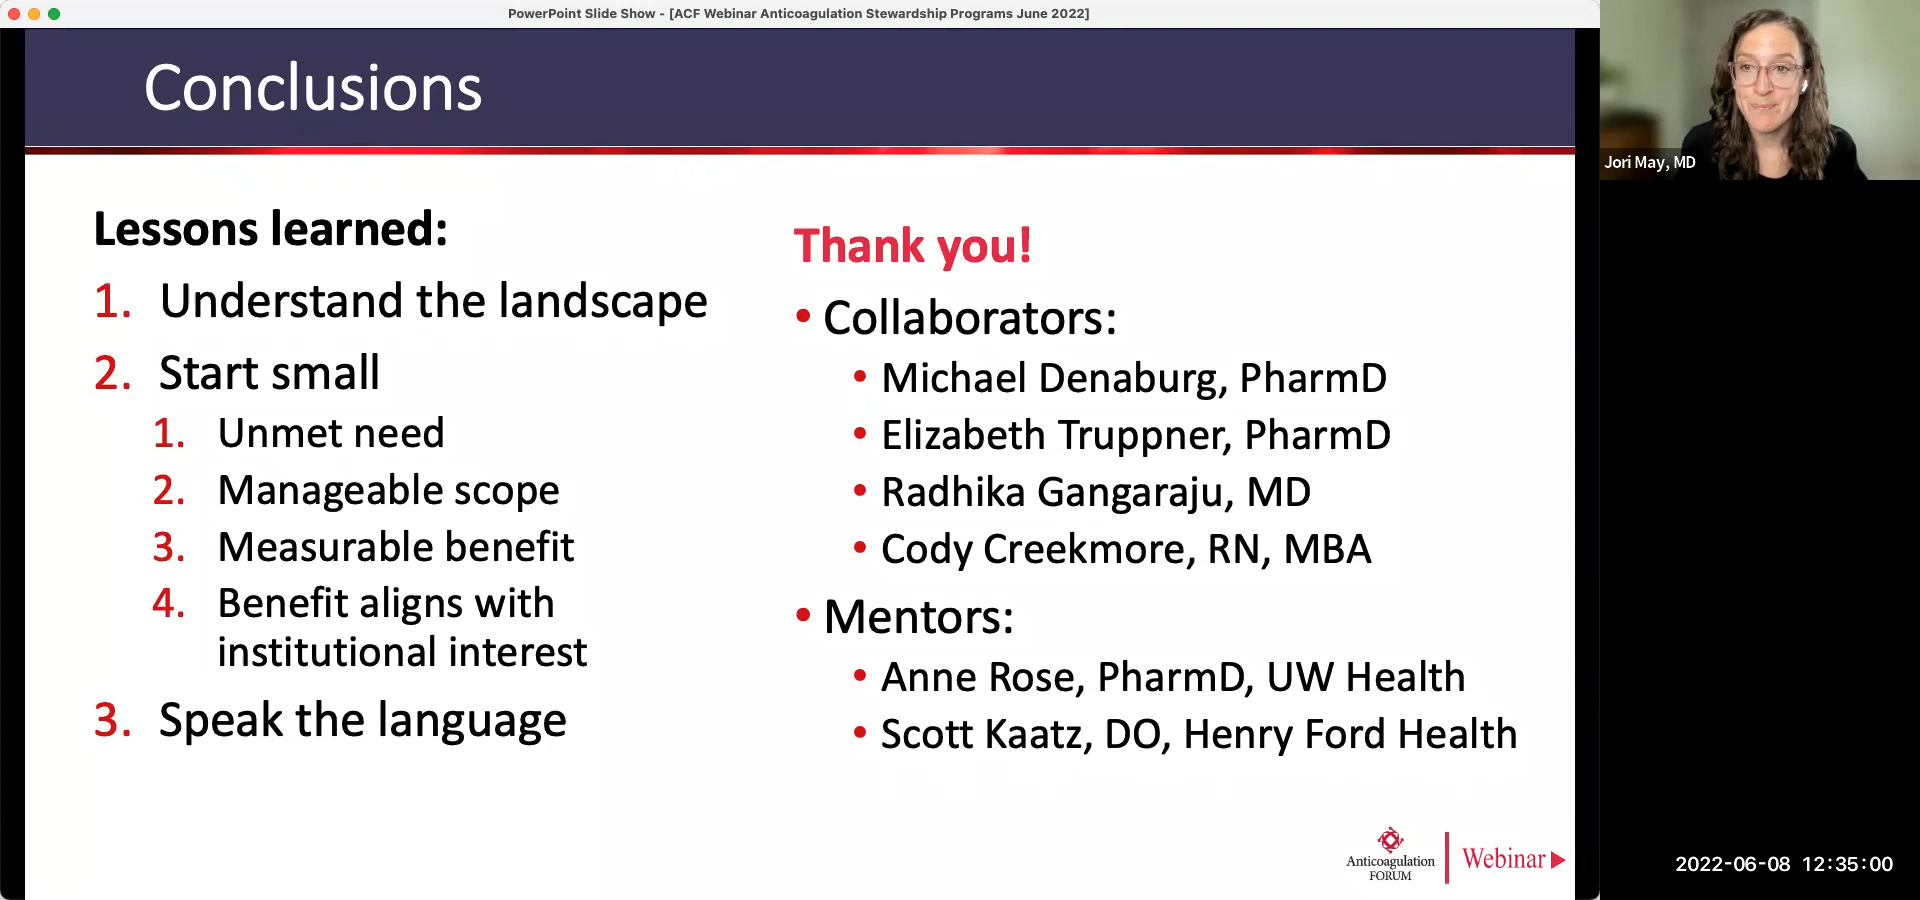 PowerPoint Slide Show - [ACF Webinar Anticoagulation Stewardship Programs June 2022]
Conclusions
Lessons learned:
1. Understand the landscape
2. Start small
1. Unmet need
2. Manageable scope
3. Measurable benefit
4. Benefit aligns with
institutional interest
3. Speak the language
Thank you!
• Collaborators:
• Michael Denaburg, PharmD
• Elizabeth Truppner, PharmD
• Radhika Gangaraju, MD
• Cody Creekmore, RN, MBA
• Mentors:
• Anne Rose, PharmD, UW Health
• Scott Kaatz, DO, Henry Ford Health
Anticoagulation
FORUM
Webinar
Jori May, MD
2022-06-08 12:35:00